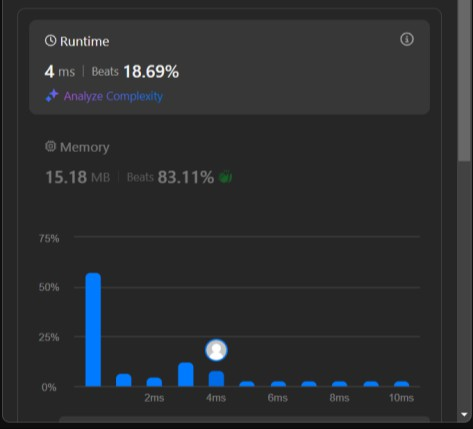 Runtime
4 ms | Beats 18.69%
Analyze Complexity
Memory
15.18 MB | Beats 83.11%
75%
50%
25%
0%
2ms 4ms 6ms 8ms 10ms